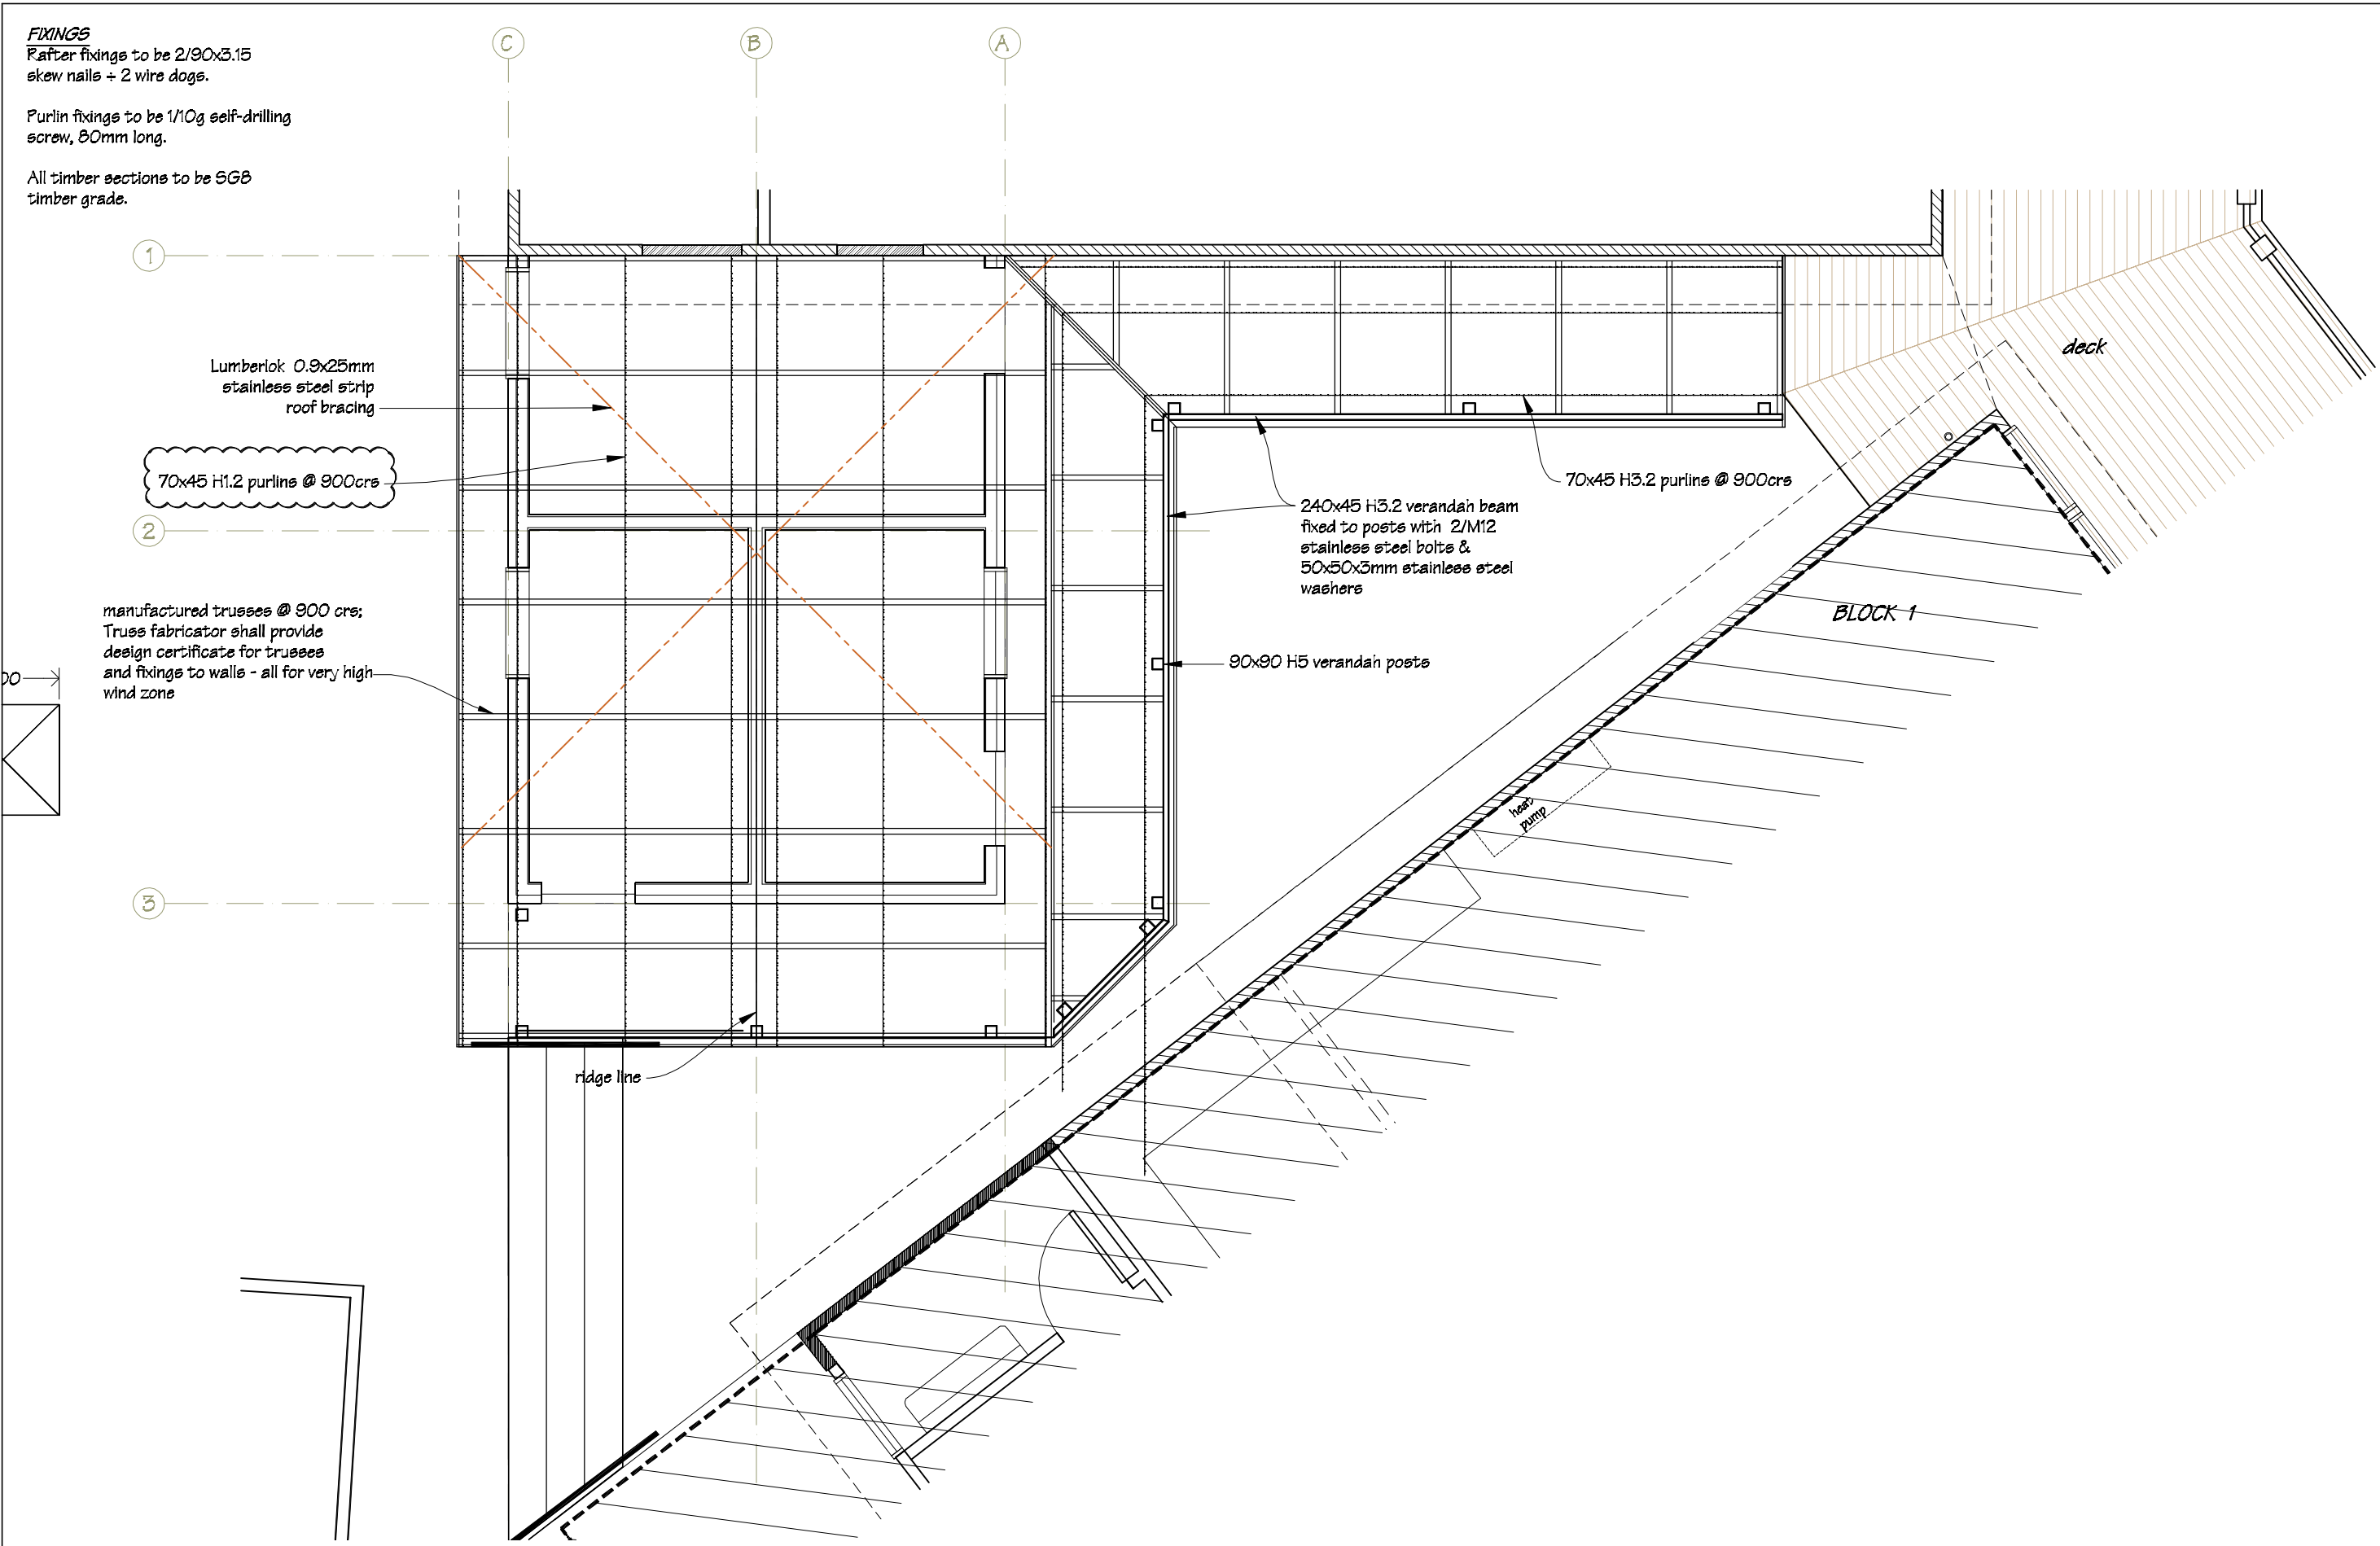 FIXINGS
Rafter fixings to be 2/90x3.15
skew nails + 2 wire dogs.
Purlin fixings to be 1/10g self-drilling
screw, 80mm long.
All timber sections to be SG8
timber grade.
C
B
A
1
2
3
Lumberlok 0.9x25mm
stainless steel strip
roof bracing
70x45 H1.2 purlins @ 900crs
manufactured trusses @ 900 crs;
Truss fabricator shall provide
design certificate for trusses
and fixings to walls - all for very high
wind zone
ridge line
240x45 H3.2 verandah beam
fixed to posts with 2/M12
stainless steel bolts &
50x50x3mm stainless steel
washers
70x45 H3.2 purlins @ 900crs
90x90 H5 verandah posts
deck
BLOCK 1
heat
pump